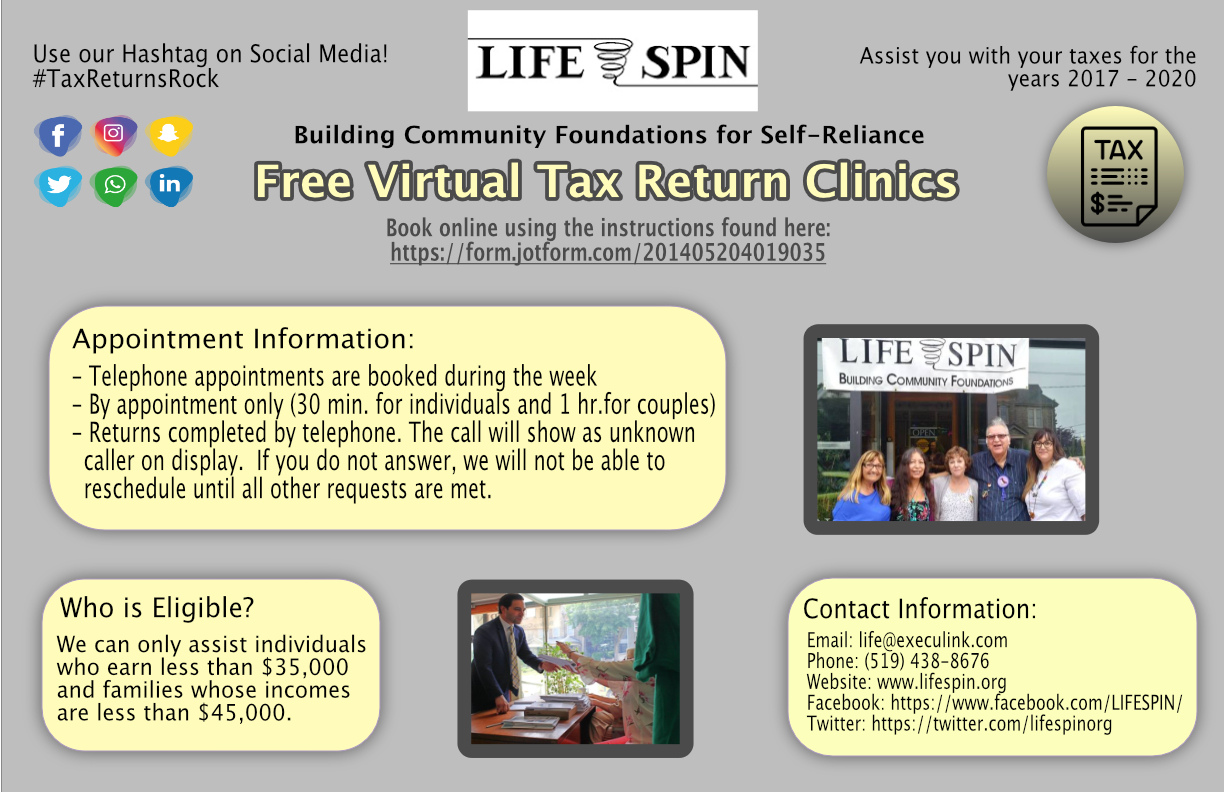 Use our Hashtag on Social Media!
#TaxReturnsRock
LIFE SPIN
Assist you with your taxes for the
years 2017 - 2020
Building Community Foundations for Self-Reliance
Free Virtual Tax Return Clinics
Book online using the instructions found here:
https://form.jotform.com/201405204019035
TAX
$
Appointment Information:
- Telephone appointments are booked during the week
- By appointment only (30 min. for individuals and 1 hr.for couples)
- Returns completed by telephone. The call will show as unknown
caller on display.  If you do not answer, we will not be able to
reschedule until all other requests are met.
LIFE SPIN
BUILDING COMMUNITY FOUNDATIONS
OPEN
Who is Eligible?
We can only assist individuals
who earn less than $35,000
and families whose incomes
are less than $45,000.
Contact Information:
Email: life@execulink.com
Phone: (519) 438-8676
Website: www.lifespin.org
Facebook: https://www.facebook.com/LIFESPIN/
Twitter: https://twitter.com/lifespinorg